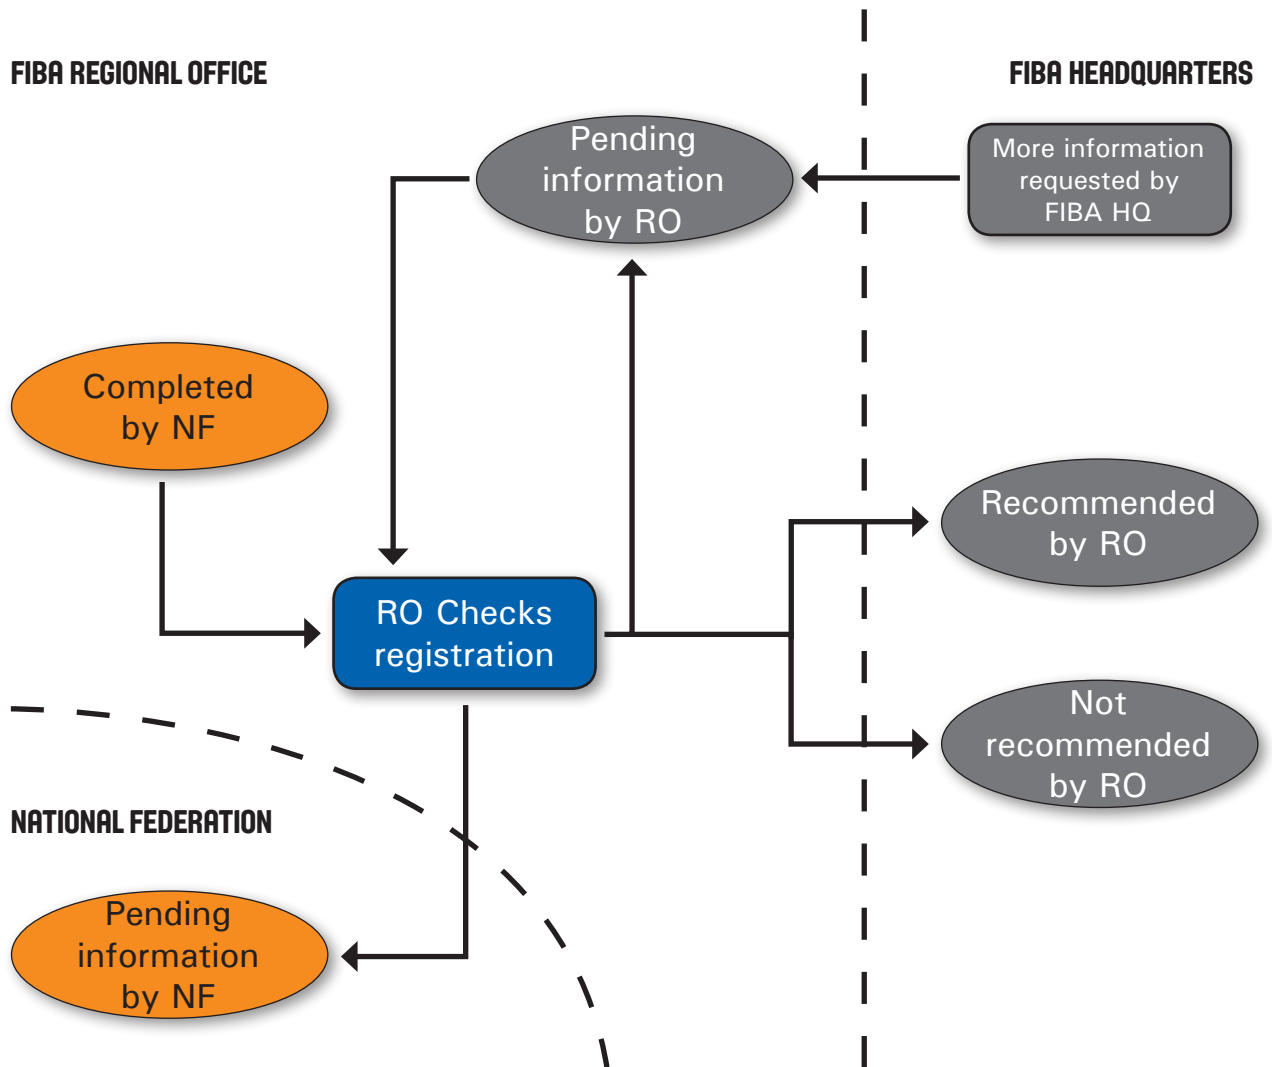 FIBA REGIONAL OFFICE
FIBA HEADQUARTERS
Pending
information
by RO
More information
requested by
FIBA HQ
Completed
by NF
Recommended
by RO
RO Checks
registration
Not
recommended
by RO
NATIONAL FEDERATION
Pending
information
by NF